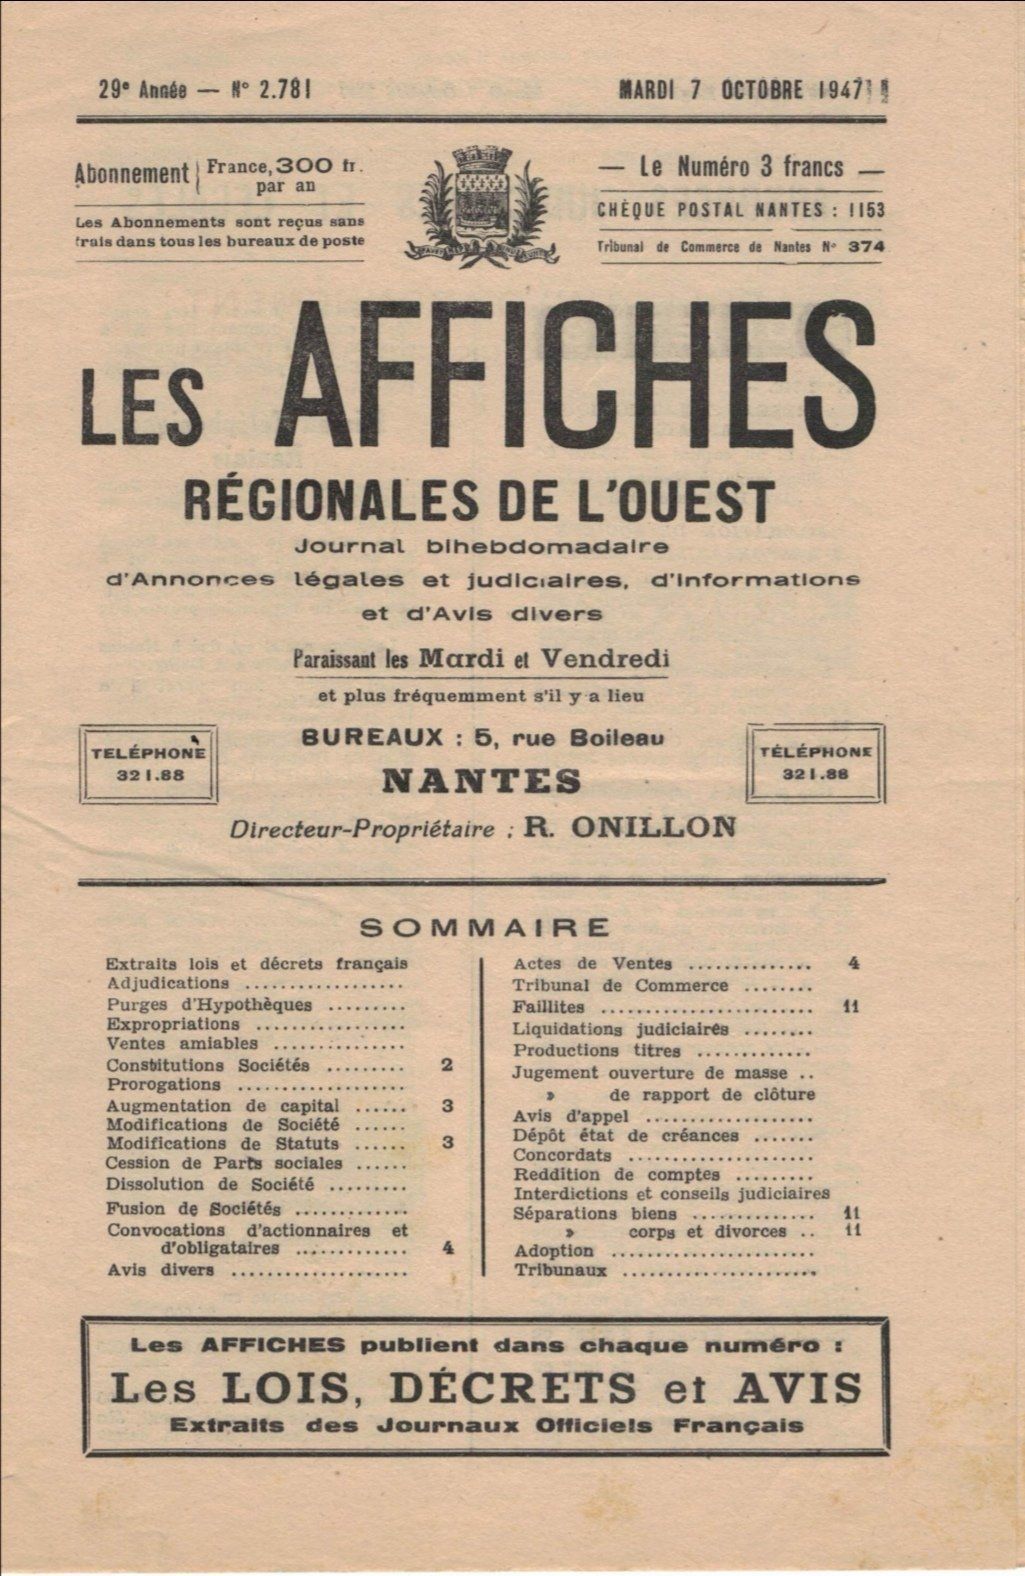 29e Année — N° 2.781
MARDI 7 OCTOBRE 1947
Abonnement France, 300 fr.
par an
Les Abonnements sont reçus sans
frais dans tous les bureaux de poste
— Le Numéro 3 francs —
CHÈQUE POSTAL NANTES : 1153
Tribunal de Commerce de Nantes N° 374
LES AFFICHES
RÉGIONALES DE L'OUEST
Journal bihebdomadaire
d'Annonces légales et judiciaires, d'Informations
et d'Avis divers
Paraissant les Mardi et Vendredi
et plus fréquemment s'il y a lieu
TELÉPHONE
321.88
BUREAUX : 5, rue Boileau
NANTES
Directeur-Propriétaire : R. ONILLON
TÉLÉPHONE
321.88
SOMMAIRE
Extraits lois et décrets français
Adjudications ..................
Purges d'Hypothèques .........
Expropriations .................
Ventes amiables ...............
Constitutions Sociétés ......... 2
Prorogations ...................
Augmentation de capital ...... 3
Modifications de Société ......
Modifications de Statuts ...... 3
Cession de Parts sociales ......
Dissolution de Société .........
Fusion de Sociétés .............
Convocations d'actionnaires et
d'obligataires ............ 4
Avis divers ....................
Actes de Ventes .............. 4
Tribunal de Commerce ........
Faillites ........................ 11
Liquidations judiciaires ........
Productions titres .............
Jugement ouverture de masse ..
» de rapport de clôture
Avis d'appel ...................
Dépôt état de créances .......
Concordats .....................
Reddition de comptes .........
Interdictions et conseils judiciaires
Séparations biens .............. 11
» corps et divorces .. 11
Adoption .......................
Tribunaux ......................
Les AFFICHES publient dans chaque numéro :
Les LOIS, DÉCRETS et AVIS
Extraits des Journaux Officiels Français